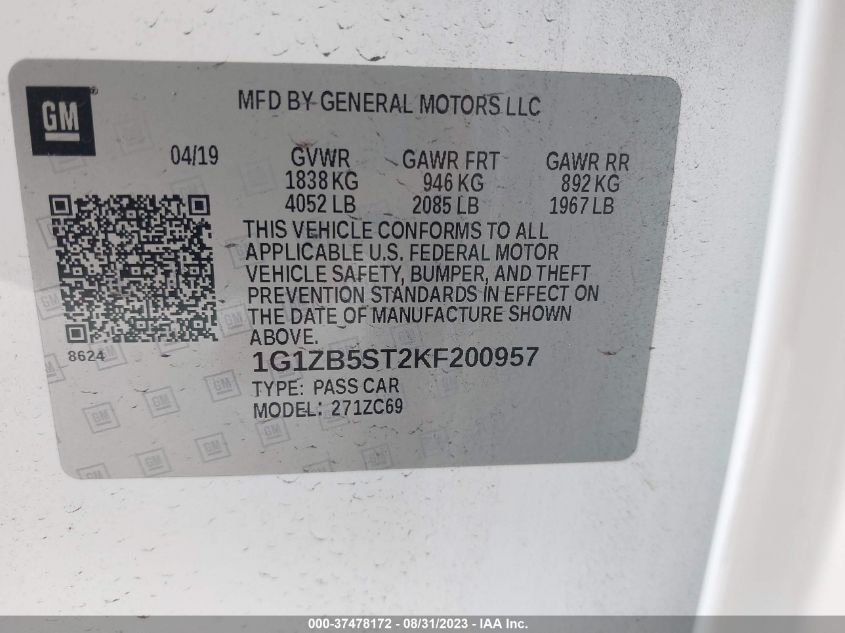 GM®
MFD BY GENERAL MOTORS LLC
04/19 GVWR GAWR FRT GAWR RR
1838 KG 946 KG 892 KG
4052 LB 2085 LB 1967 LB
THIS VEHICLE CONFORMS TO ALL
APPLICABLE U.S. FEDERAL MOTOR
VEHICLE SAFETY, BUMPER, AND THEFT
PREVENTION STANDARDS IN EFFECT ON
THE DATE OF MANUFACTURE SHOWN
ABOVE.
8624
1G1ZB5ST2KF200957
TYPE: PASS CAR
MODEL: 271ZC69
000-37478172 - 08/31/2023 - IAA Inc.